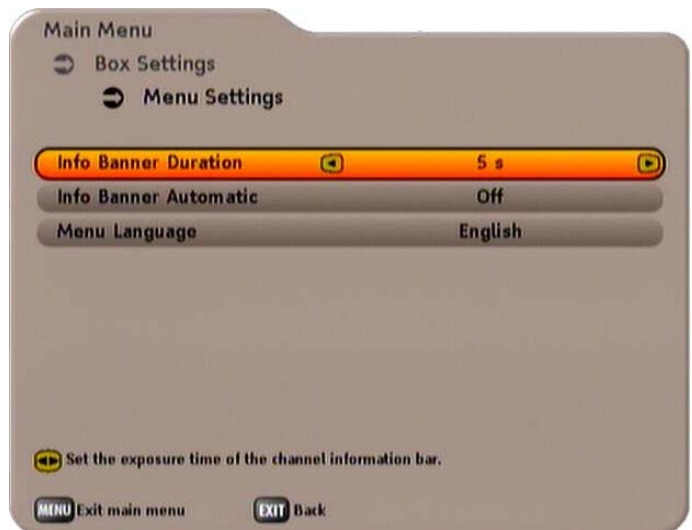 Main Menu
Box Settings
Menu Settings
Info Banner Duration 5 s
Info Banner Automatic Off
Menu Language English
Set the exposure time of the channel information bar.
MENU Exit main menu EXIT Back